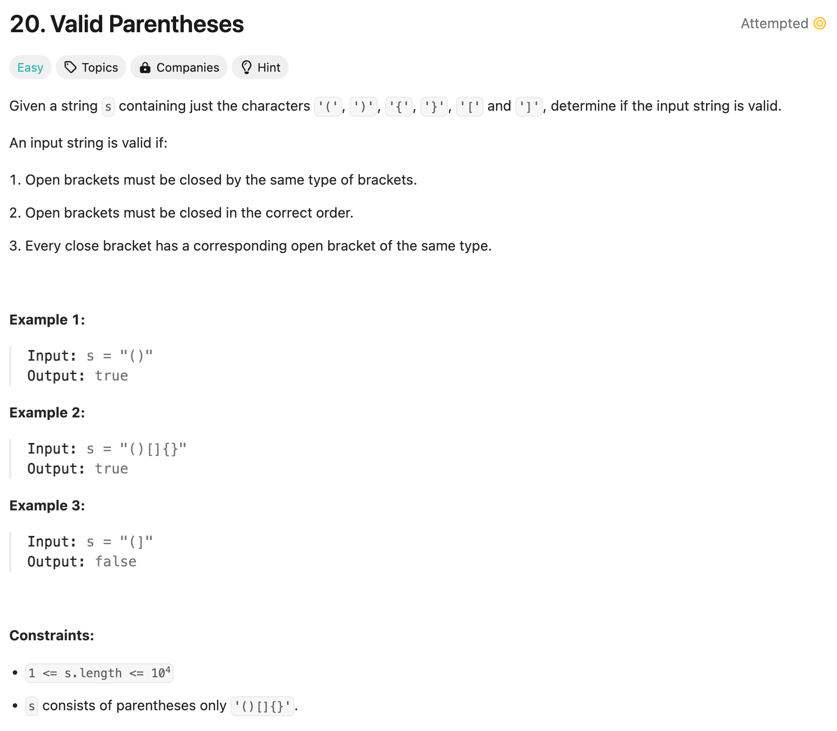 20. Valid Parentheses
Attempted
Easy Topics Companies Hint
Given a string s containing just the characters '(', ')', '{', '}', '[' and ']', determine if the input string is valid.
An input string is valid if:
1. Open brackets must be closed by the same type of brackets.
2. Open brackets must be closed in the correct order.
3. Every close bracket has a corresponding open bracket of the same type.
Example 1:
Input: s = "()"
Output: true
Example 2:
Input: s = "()[]{}"
Output: true
Example 3:
Input: s = "(]"
Output: false
Constraints:
• 1 <= s.length <= 10⁴
• s consists of parentheses only '()[]{}'.